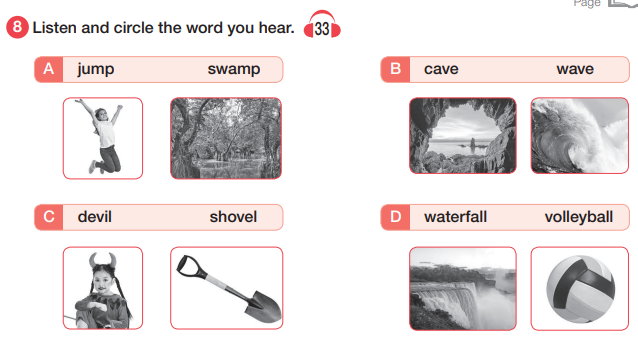 Page
8 Listen and circle the word you hear. 33
A jump swamp
B cave wave
C devil shovel
D waterfall volleyball